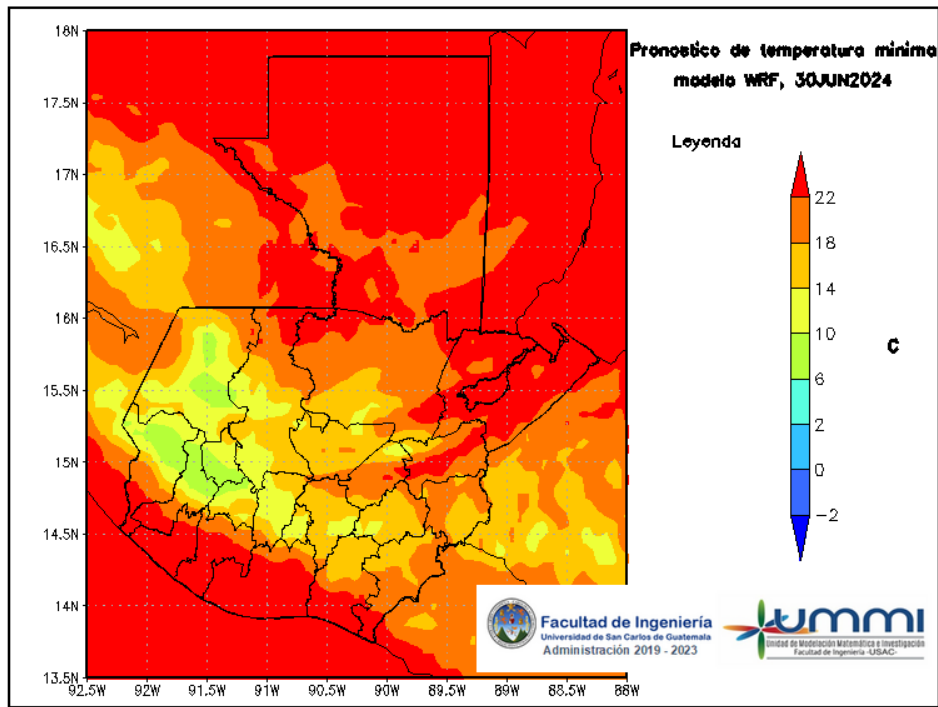 Pronostico de temperatura minima
modelo WRF, 30JUN2024
Leyenda
22
18
14
10
6
2
0
-2
C
18N
17.5N
17N
16.5N
16N
15.5N
15N
14.5N
14N
13.5N
92.5W 92W 91.5W 91W 90.5W 90W 89.5W 89W 88.5W 88W
Facultad de Ingeniería
Universidad de San Carlos de Guatemala
Administración 2019 - 2023
ummi
Unidad de Modelación Matemática e Investigación
Facultad de Ingeniería -USAC-